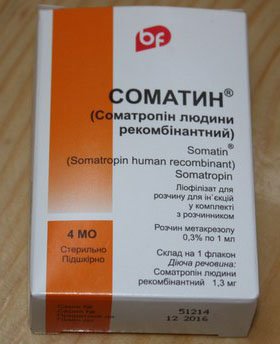 bf
СОМАТИН®
(Соматропін людини
рекомбінантний)
Somatin®
(Somatropin human recombinant)
Somatropin
Ліофілізат для
розчину для ін`єкцій
у комплекті
з розчинником
Розчин метакрезолу
0,3% по 1 мл
4 МО
Стерильно
Підшкірно
Склад на 1 флакон
Діюча речовина:
Соматропін людини
рекомбінантний 1,3 мг
Серія №
51214
12 2016